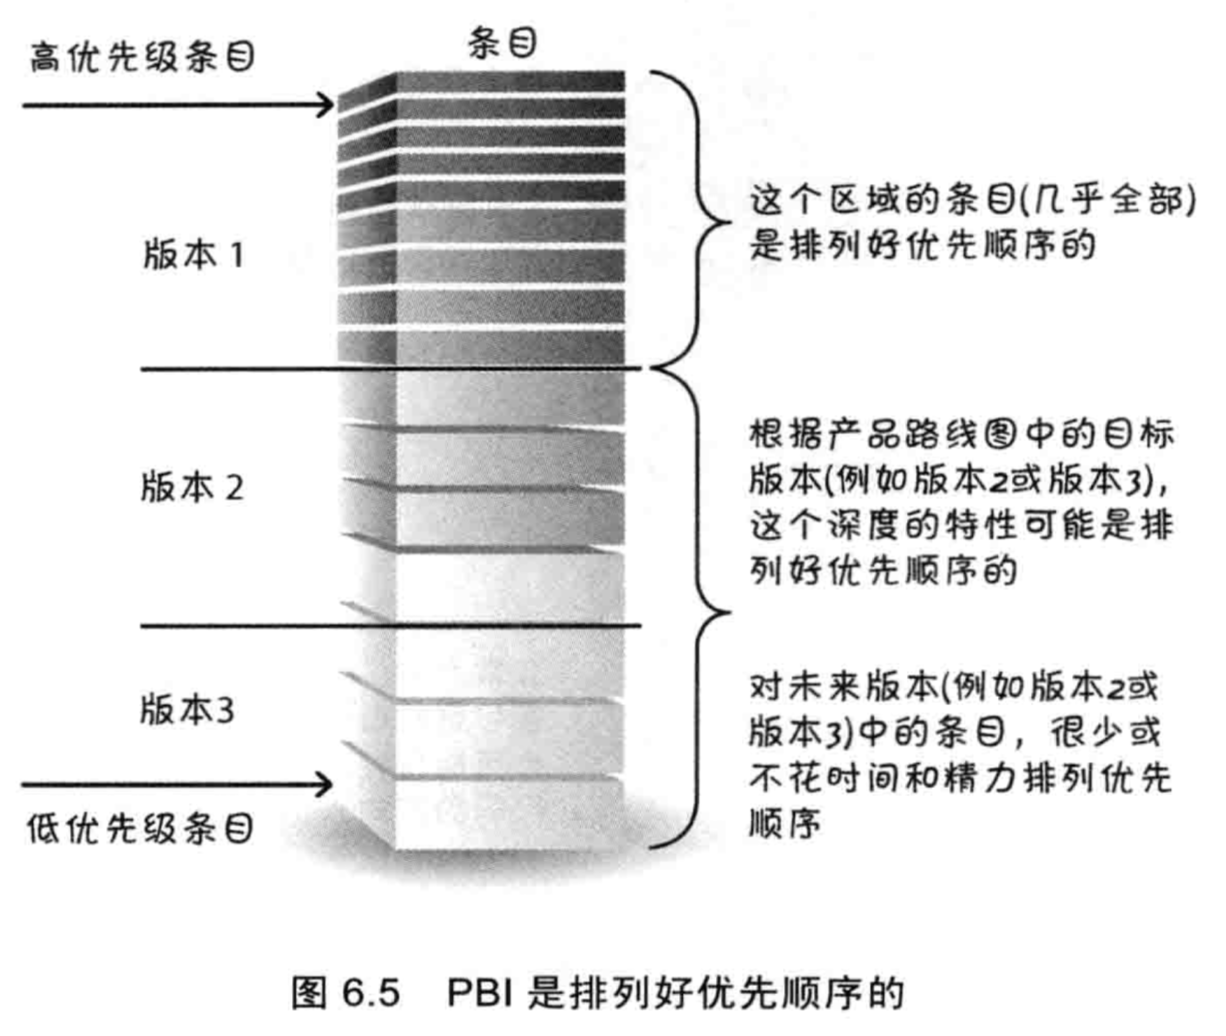 高优先级条目
条目
版本1
这个区域的条目(几乎全部)
是排列好优先顺序的
版本2
根据产品路线图中的目标
版本(例如版本2或版本3),
这个深度的特性可能是排
列好优先顺序的
版本3
对未来版本(例如版本2或
版本3)中的条目，很少或
不花时间和精力排列优先
顺序
低优先级条目
图 6.5 PBI 是排列好优先顺序的